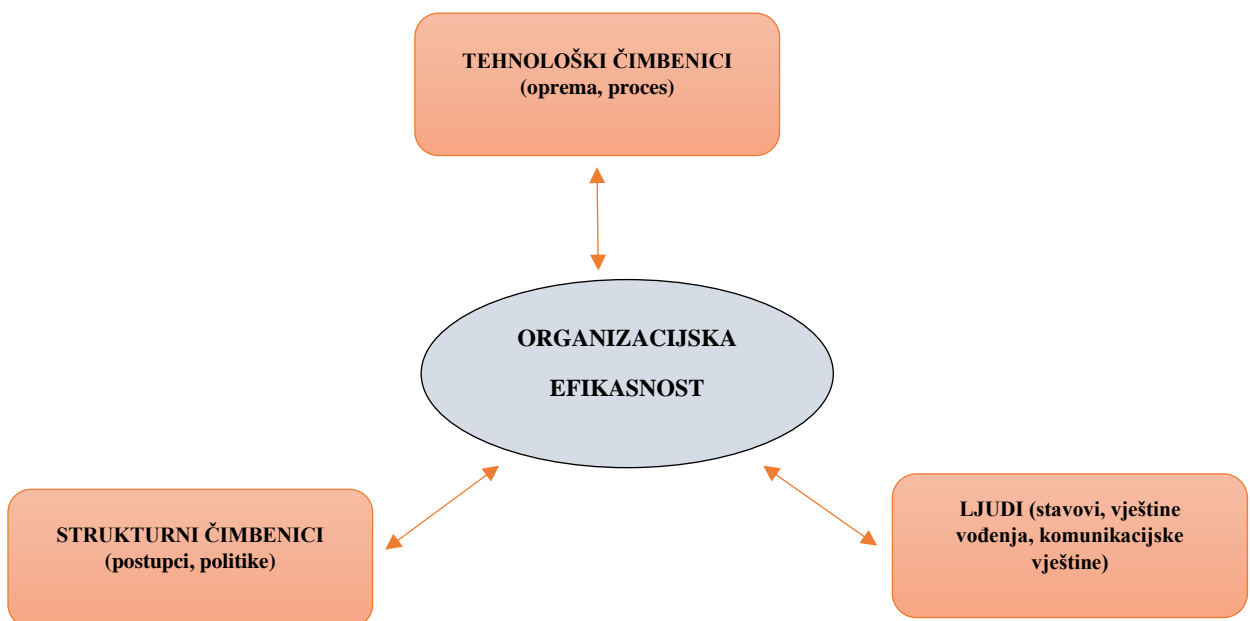 TEHNOLOŠKI ČIMBENICI
(oprema, proces)
ORGANIZACIJSKA
EFIKASNOST
STRUKTURNI ČIMBENICI
(postupci, politike)
LJUDI (stavovi, vještine
vođenja, komunikacijske
vještine)